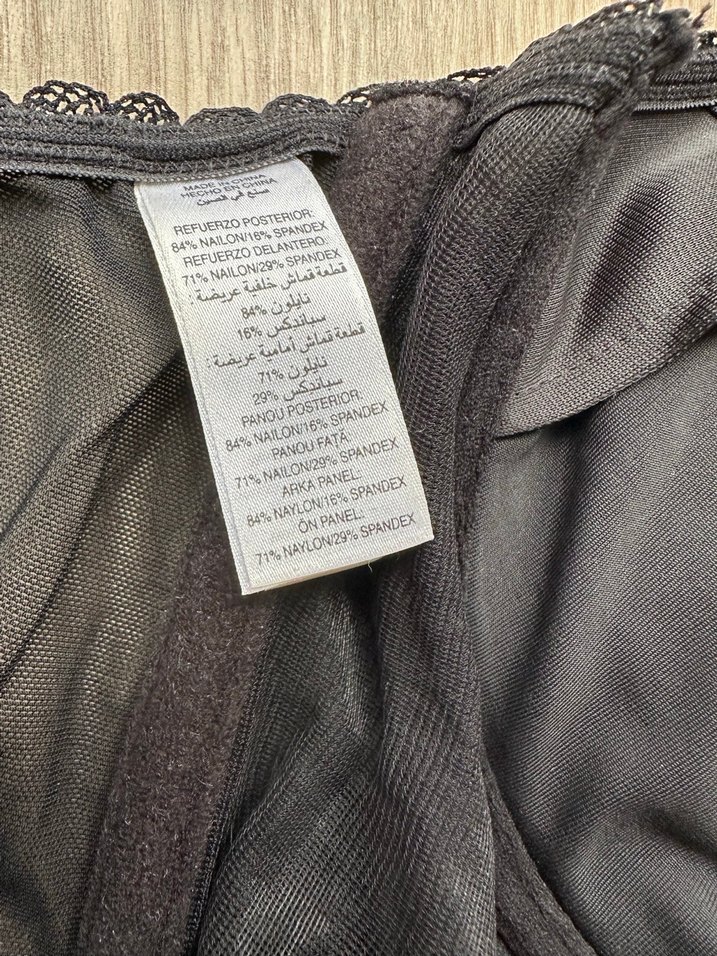 MADE IN CHINA
HECHO EN CHINA
صنع في الصين
REFUERZO POSTERIOR:
84% NAILON/16% SPANDEX
REFUERZO DELANTERO:
71% NAILON/29% SPANDEX
قطعة قماش خلفية عريضة :
84% نايلون
16% سباندكس
قطعة قماش أمامية عريضة :
71% نايلون
29% سباندكس
PANOU POSTERIOR:
84% NAILON/16% SPANDEX
PANOU FAŢĂ:
71% NAILON/29% SPANDEX
ARKA PANEL:
84% NAYLON/16% SPANDEX
ÖN PANEL:
71% NAYLON/29% SPANDEX